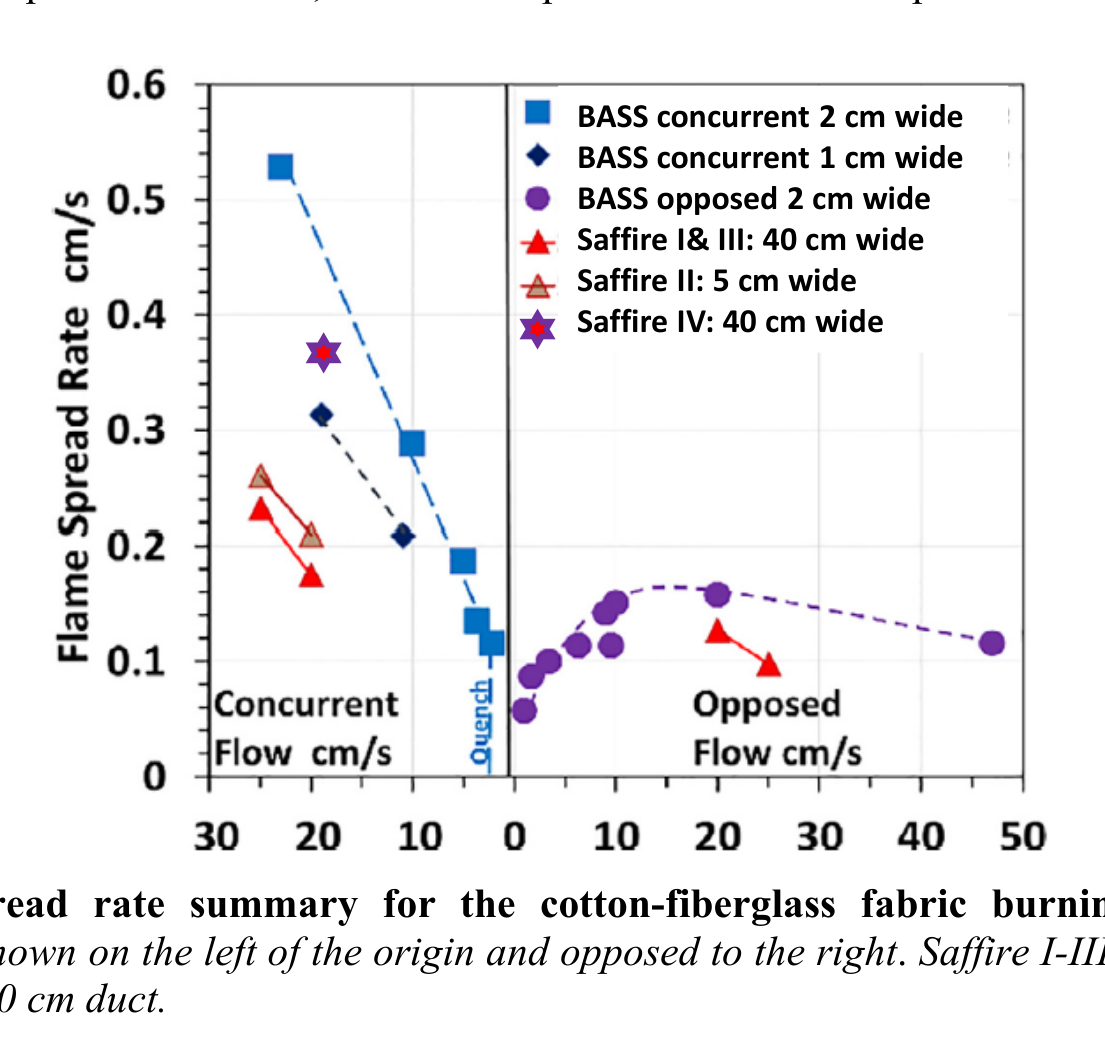 0.6
0.5
0.4
0.3
0.2
0.1
0
Flame Spread Rate cm/s
BASS concurrent 2 cm wide
BASS concurrent 1 cm wide
BASS opposed 2 cm wide
Saffire I& III: 40 cm wide
Saffire II: 5 cm wide
Saffire IV: 40 cm wide
Concurrent
Flow cm/s
Quench
Opposed
Flow cm/s
30 20 10 0 10 20 30 40 50
read rate summary for the cotton-fiberglass fabric burnin
hown on the left of the origin and opposed to the right. Saffire I-III
0 cm duct.